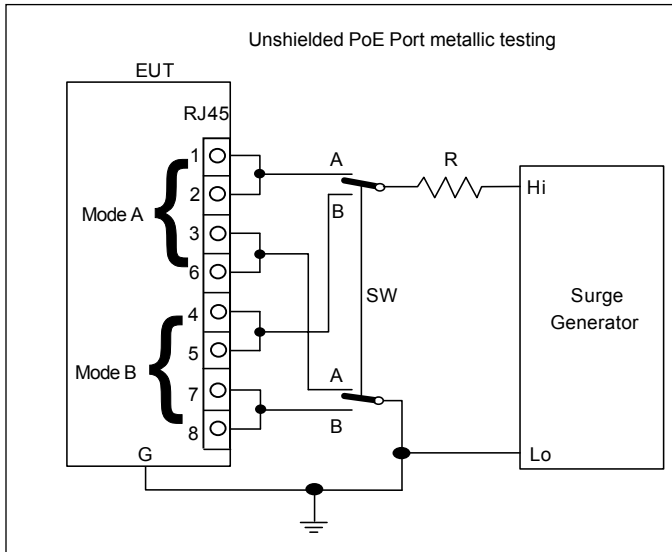 Unshielded PoE Port metallic testing
EUT
RJ45
1
2
3
6
4
5
7
8
Mode A
Mode B
G
A
B
SW
A
B
R
Hi
Surge
Generator
Lo